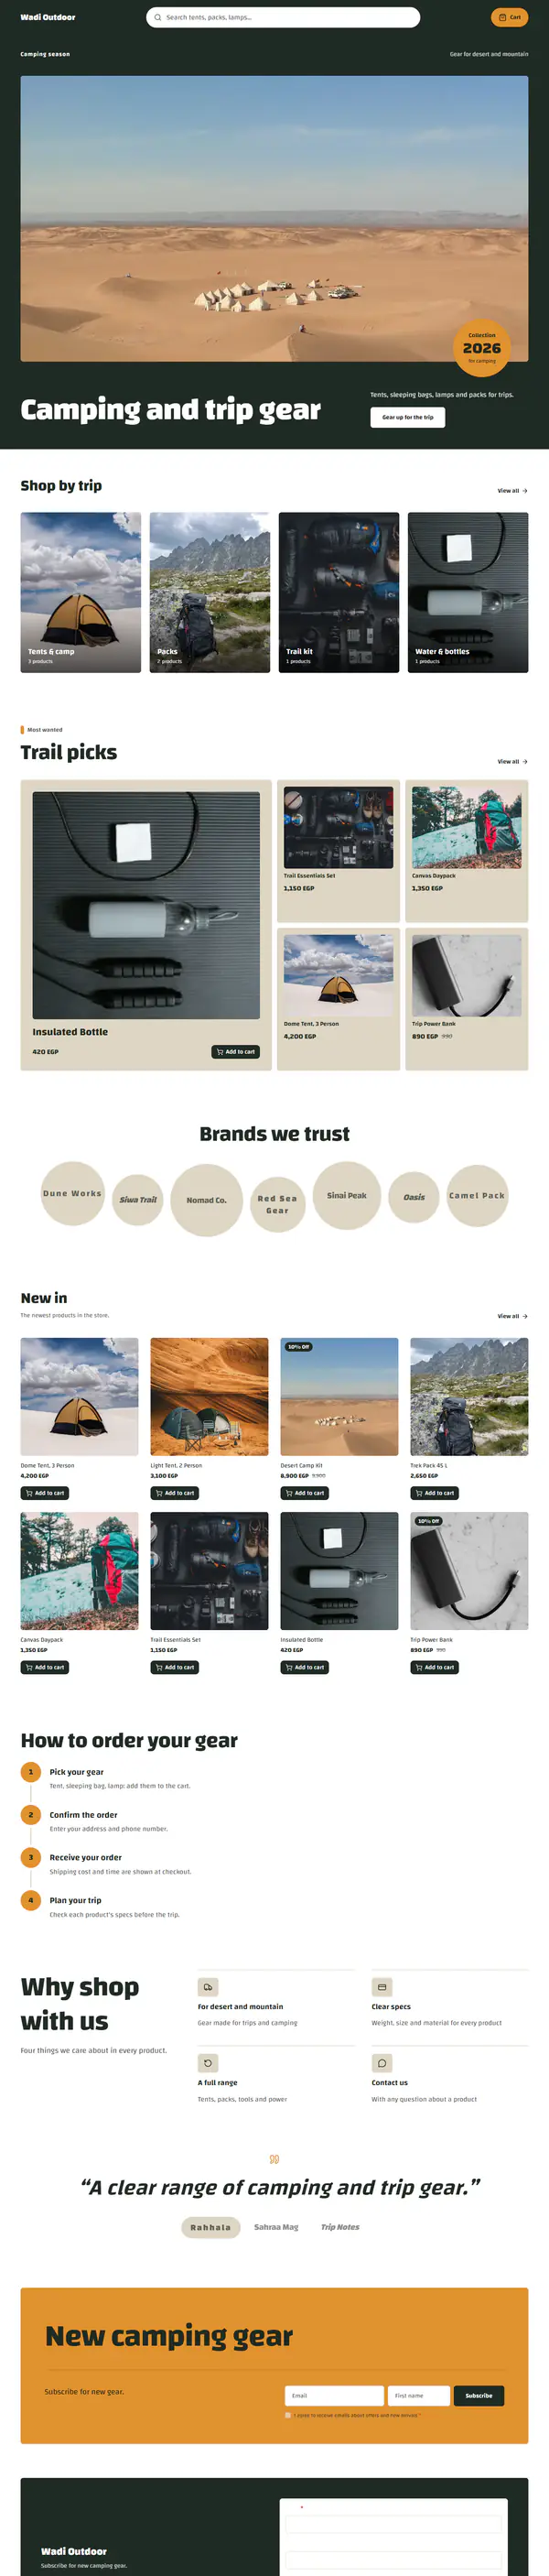 Wadi Outdoor
Search tents, packs, lamps...
Cart
Camping season
Gear for desert and mountain
Collection
2026
for camping
Camping and trip gear
Tents, sleeping bags, lamps and packs for trips.
Gear up for the trip
Shop by trip
View all →
Tents & camp
3 products
Packs
2 products
Trail kit
1 products
Water & bottles
1 products
Most wanted
Trail picks
View all →
Insulated Bottle
420 EGP
Add to cart
Trail Essentials Set
1,150 EGP
Canvas Daypack
1,350 EGP
Dome Tent, 3 Person
4,200 EGP
Trip Power Bank
890 EGP 990
Brands we trust
Dune Works
Siwa Trail
Nomad Co.
Red Sea
Gear
Sinai Peak
Oasis
Camel Pack
New in
The newest products in the store.
View all →
Dome Tent, 3 Person
4,200 EGP
Add to cart
Light Tent, 2 Person
3,100 EGP
Add to cart
10% Off
Desert Camp Kit
8,900 EGP 9,900
Add to cart
Trek Pack 45 L
2,650 EGP
Add to cart
Canvas Daypack
1,350 EGP
Add to cart
Trail Essentials Set
1,150 EGP
Add to cart
Insulated Bottle
420 EGP
Add to cart
10% Off
Trip Power Bank
890 EGP 990
Add to cart
How to order your gear
1
Pick your gear
Tent, sleeping bag, lamp: add them to the cart.
2
Confirm the order
Enter your address and phone number.
3
Receive your order
Shipping cost and time are shown at checkout.
4
Plan your trip
Check each product's specs before the trip.
Why shop
with us
Four things we care about in every product.
For desert and mountain
Gear made for trips and camping
Clear specs
Weight, size and material for every product
A full range
Tents, packs, tools and power
Contact us
With any question about a product
“A clear range of camping and trip gear.”
Rahhala
Sahraa Mag
Trip Notes
New camping gear
Subscribe for new gear.
Email
First name
Subscribe
I agree to receive emails about offers and new arrivals *
Wadi Outdoor
Subscribe for new camping gear.
*